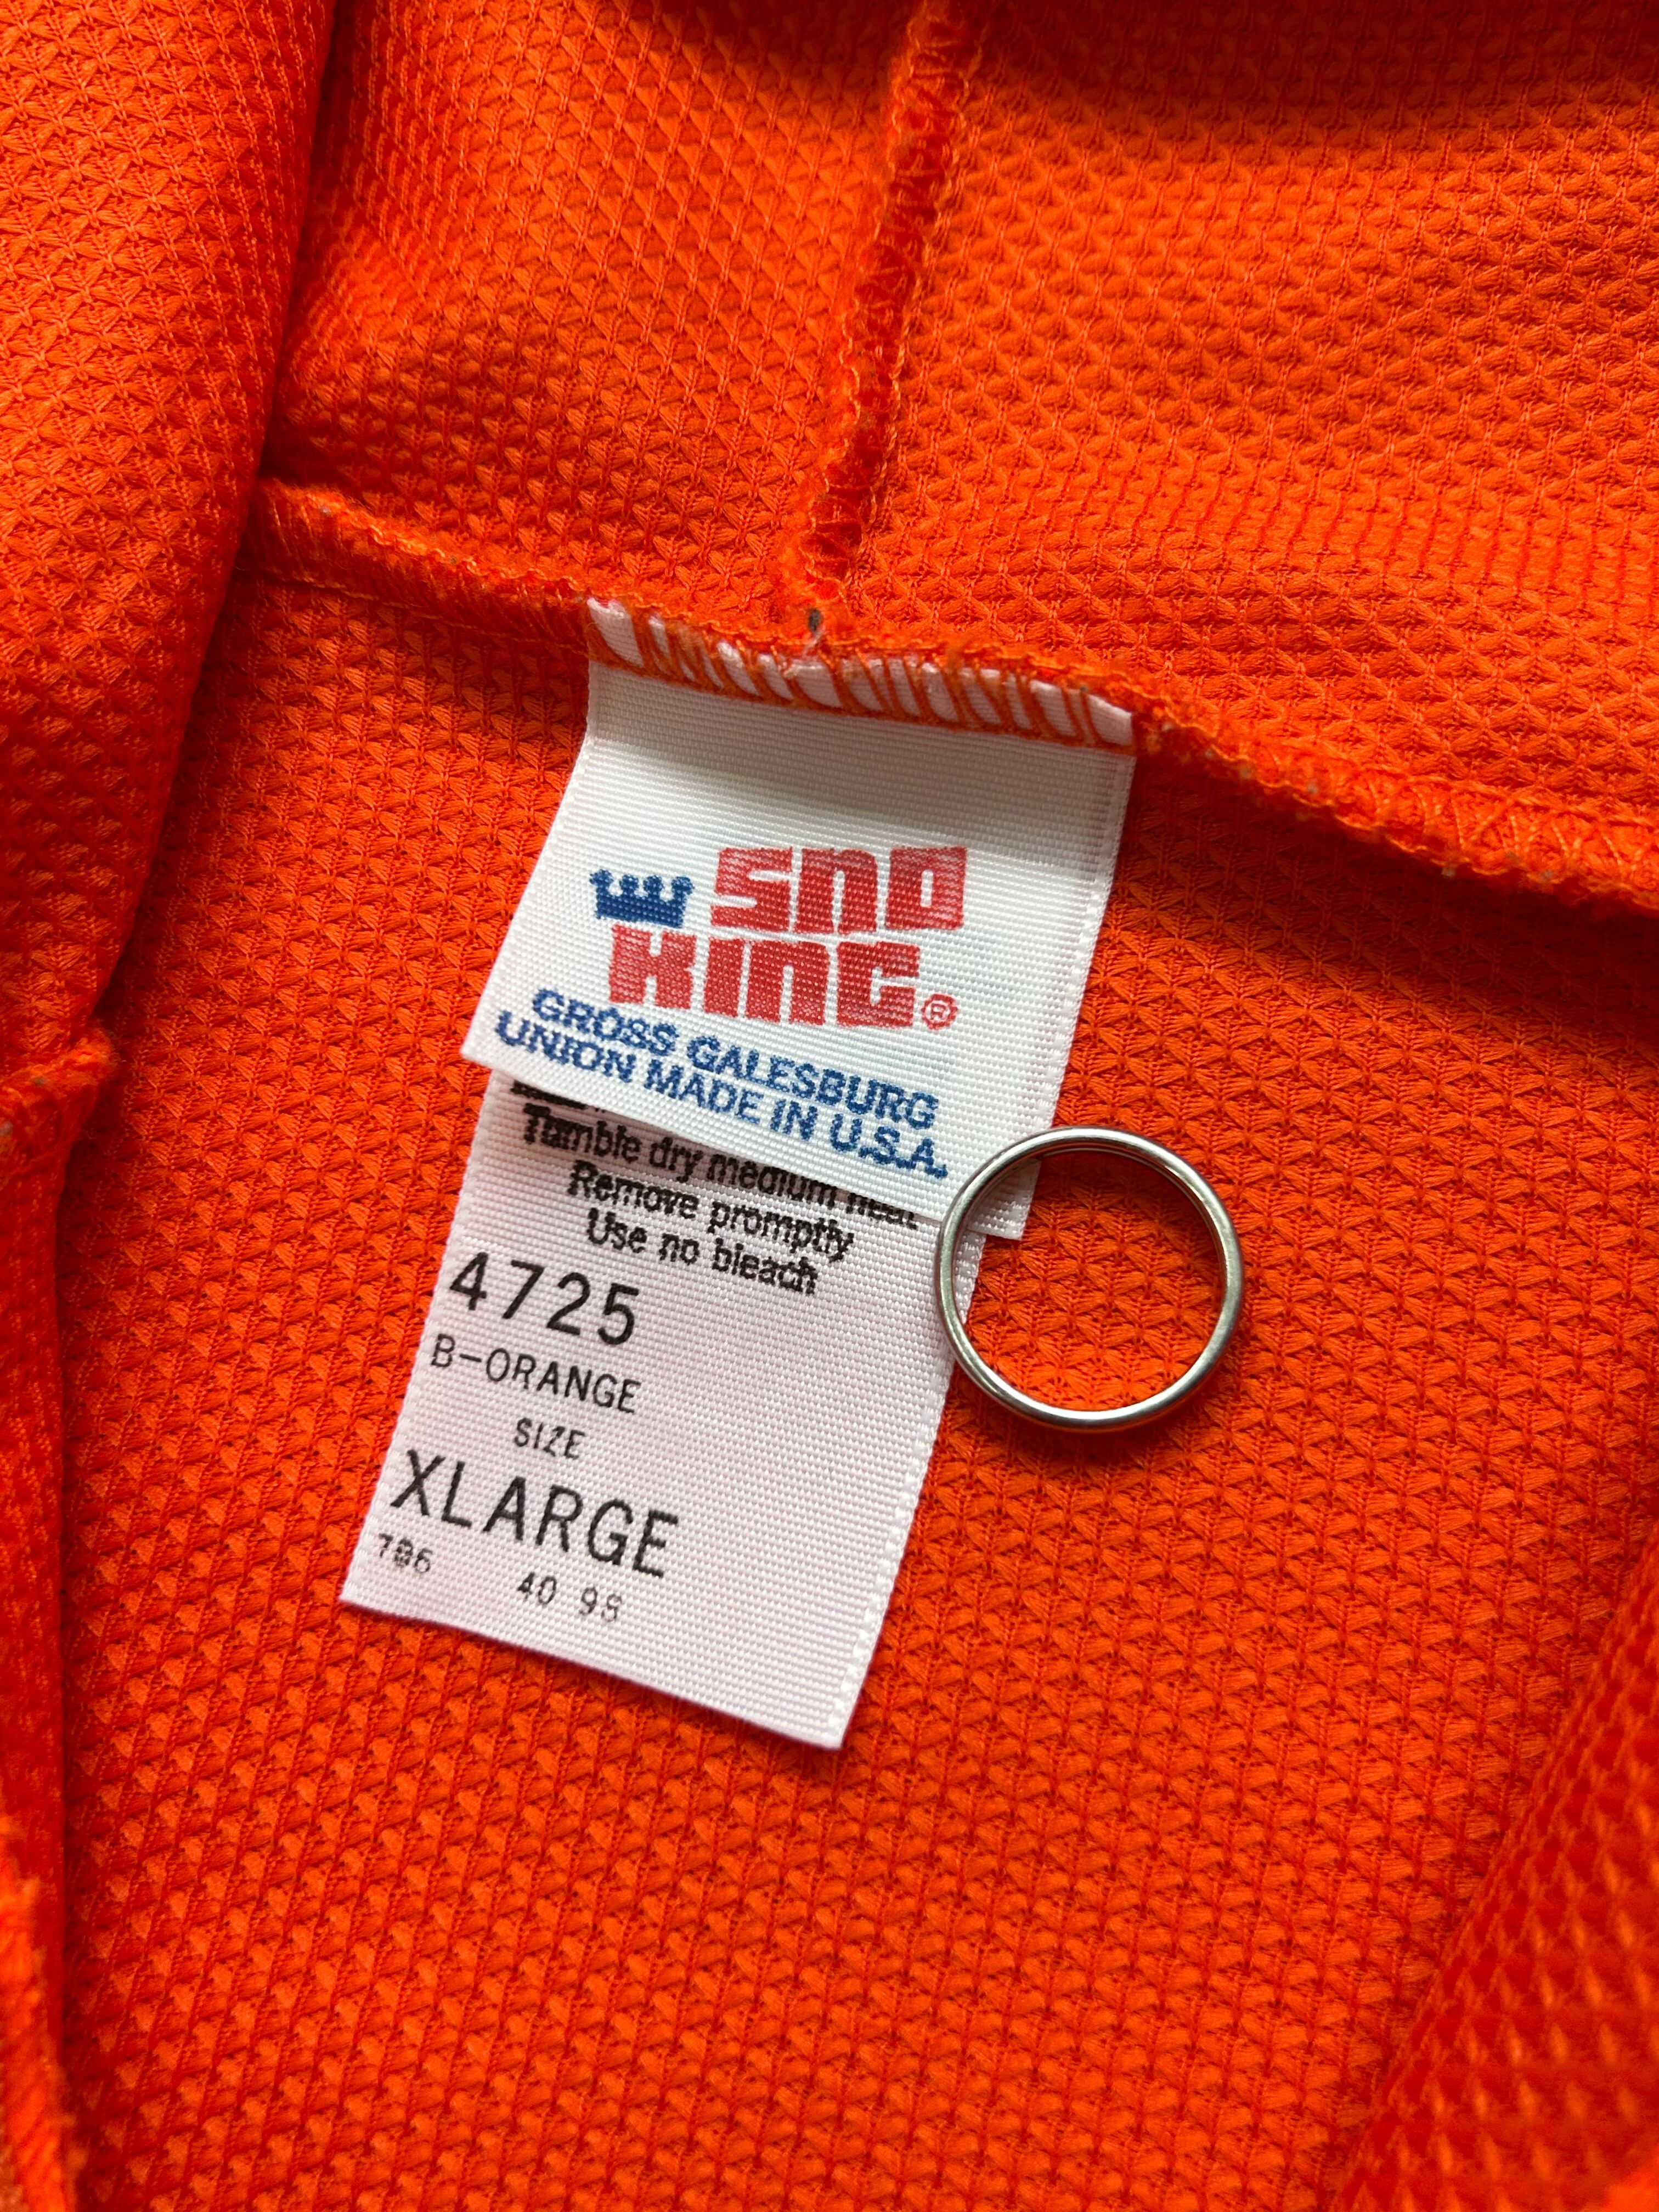 SNO
KING®
GROSS GALESBURG
UNION MADE IN U.S.A.
Tumble dry medium heat
Remove promptly
Use no bleach
4725
B-ORANGE
SIZE
XLARGE
40 98